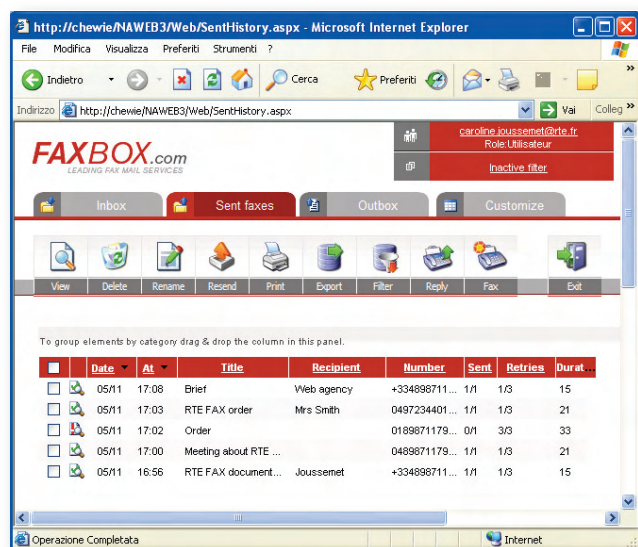 http://chewie/NAWEB3/Web/SentHistory.aspx - Microsoft Internet Explorer
File Modifica Visualizza Preferiti Strumenti ?
Indietro Cerca Preferiti
Indirizzo http://chewie/NAWEB3/Web/SentHistory.aspx Vai Colleg
FAXBOX.com
LEADING FAX MAIL SERVICES
caroline.joussemet@rte.fr
Role:Utilisateur
Inactive filter
Inbox Sent faxes Outbox Customize
View Delete Rename Resend Print Export Filter Reply Fax Exit
To group elements by category drag & drop the column in this panel.
Date At Title Recipient Number Sent Retries Durat...
05/11 17:08 Brief Web agency +334898711... 1/1 1/3 15
05/11 17:03 RTE FAX order Mrs Smith 0497234401... 1/1 1/3 21
05/11 17:02 Order 0189871179... 0/1 3/3 33
05/11 17:00 Meeting about RTE ... 0489871179... 1/1 1/3 21
05/11 16:56 RTE FAX document... Joussemet +334898711... 1/1 1/3 15
Operazione Completata Internet